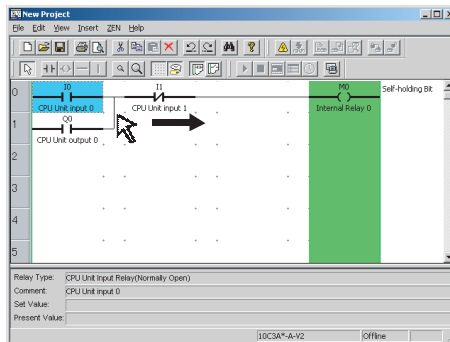 New Project
File Edit View Insert ZEN Help
0 I0 I1 M0 Self-holding Bit
CPU Unit input 0 CPU Unit input 1 Internal Relay 0
1 Q0
CPU Unit output 0
2
3
4
5
Relay Type: CPU Unit Input Relay(Normally Open)
Comment: CPU Unit input 0
Set Value:
Present Value:
10C3A*-A-V2 Offline